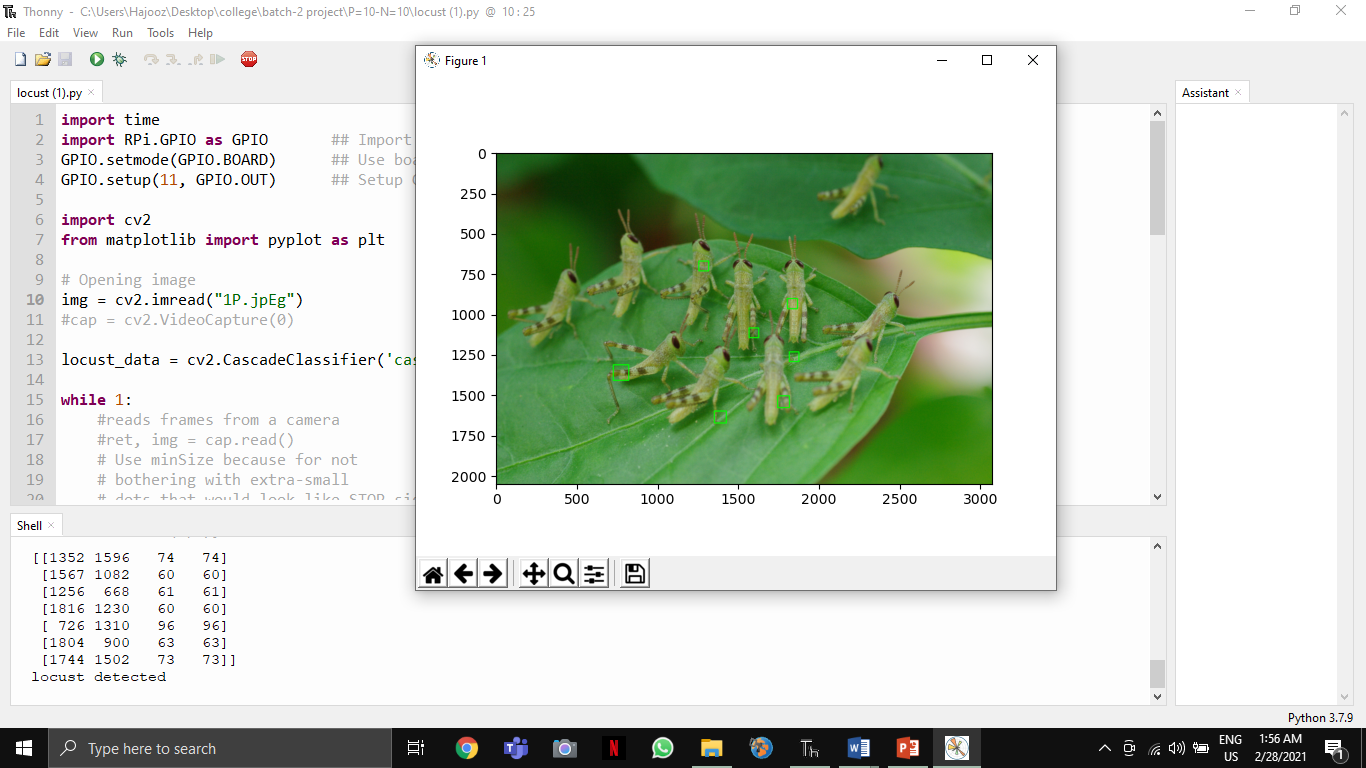 Thonny - C:\Users\Hajooz\Desktop\college\batch-2 project\P=10-N=10\locust (1).py @ 10 : 25
File Edit View Run Tools Help
STOP
locust (1).py ×
1 import time
2 import RPi.GPIO as GPIO ## Import
3 GPIO.setmode(GPIO.BOARD) ## Use boa
4 GPIO.setup(11, GPIO.OUT) ## Setup G
5
6 import cv2
7 from matplotlib import pyplot as plt
8
9 # Opening image
10 img = cv2.imread("1P.jpEg")
11 #cap = cv2.VideoCapture(0)
12
13 locust_data = cv2.CascadeClassifier('cas
14
15 while 1:
16 #reads frames from a camera
17 #ret, img = cap.read()
18 # Use minSize because for not
19 # bothering with extra-small
20 # dots that would look like STOP sig
Figure 1
0
250
500
750
1000
1250
1500
1750
2000
0 500 1000 1500 2000 2500 3000
Assistant ×
Shell ×
[[1352 1596 74 74]
[1567 1082 60 60]
[1256 668 61 61]
[1816 1230 60 60]
[ 726 1310 96 96]
[1804 900 63 63]
[1744 1502 73 73]]
locust detected
Python 3.7.9
Type here to search
ENG
US
1:56 AM
2/28/2021
1